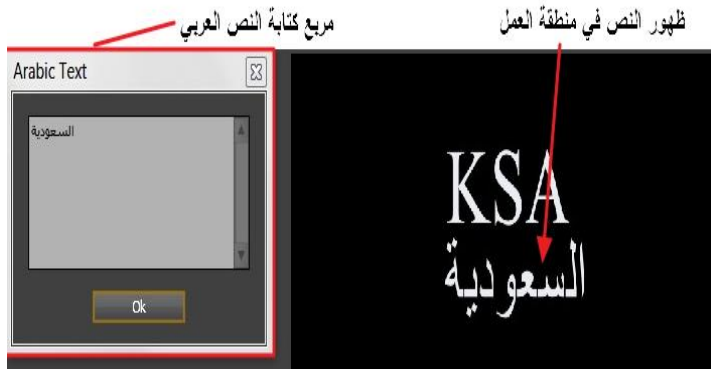 ظهور النص في منطقة العمل
مربع كتابة النص العربي
Arabic Text
السعودية
Ok
KSA
السعودية